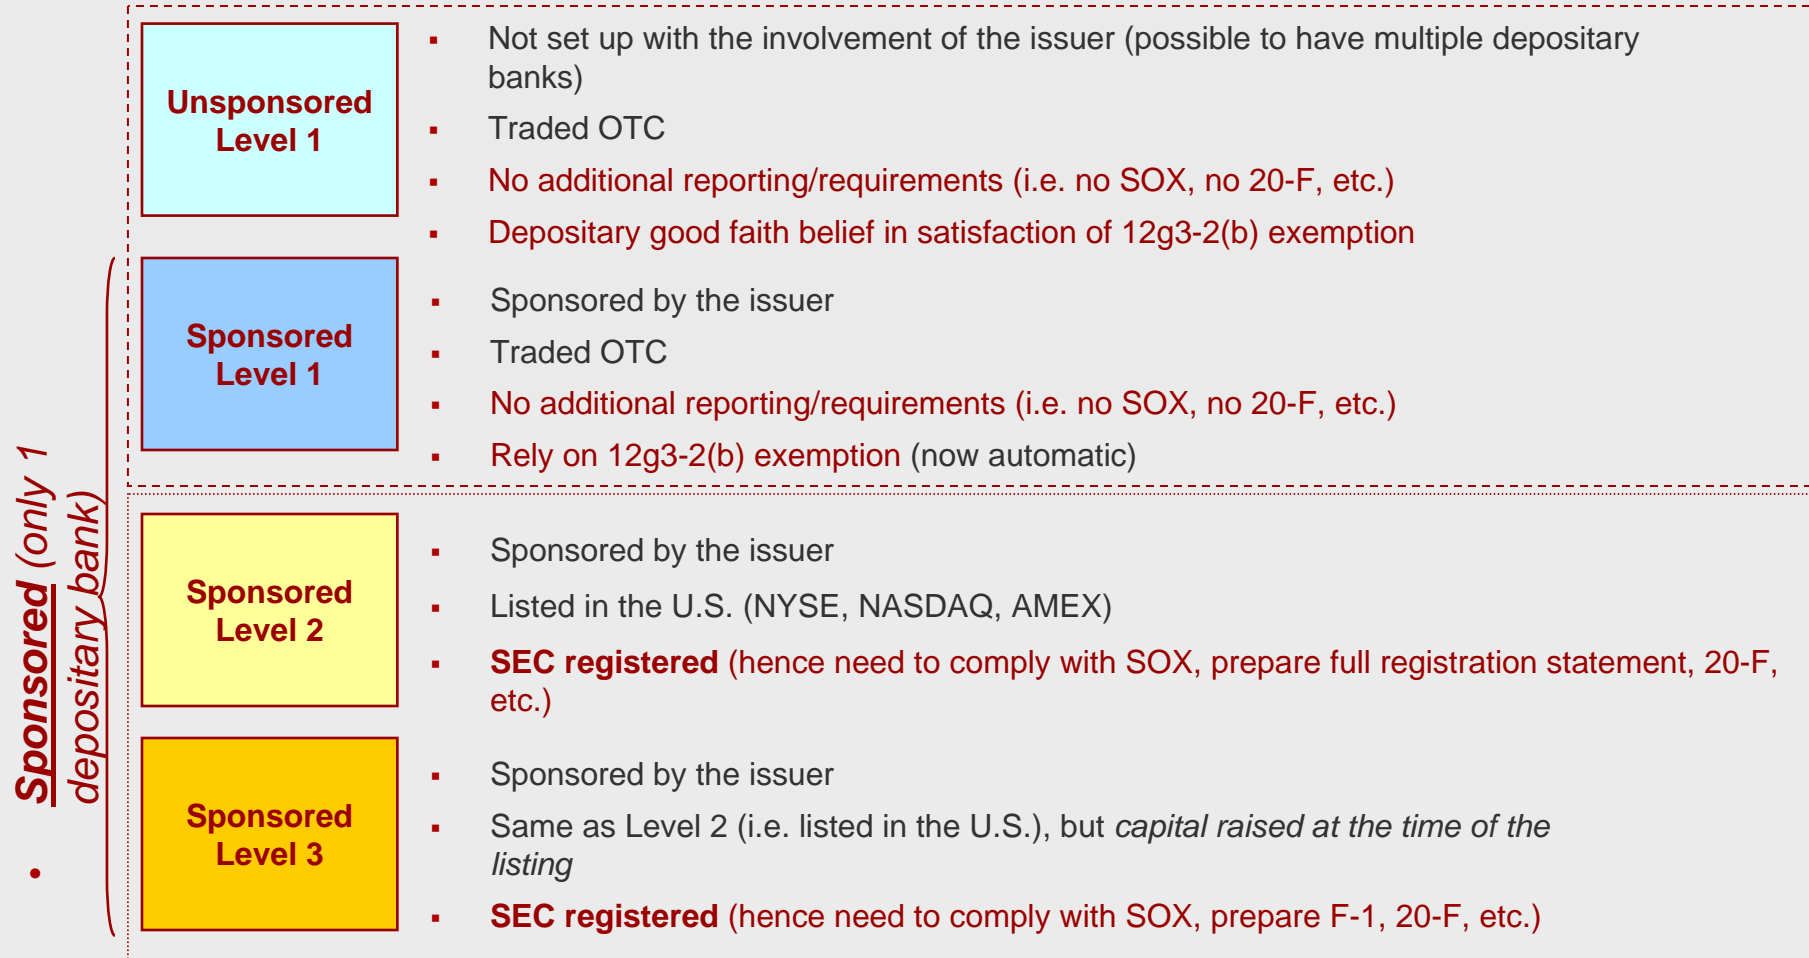 Unsponsored
Level 1
▪ Not set up with the involvement of the issuer (possible to have multiple depositary
banks)
▪ Traded OTC
▪ No additional reporting/requirements (i.e. no SOX, no 20-F, etc.)
▪ Depositary good faith belief in satisfaction of 12g3-2(b) exemption
• Sponsored (only 1
depositary bank)
Sponsored
Level 1
▪ Sponsored by the issuer
▪ Traded OTC
▪ No additional reporting/requirements (i.e. no SOX, no 20-F, etc.)
▪ Rely on 12g3-2(b) exemption (now automatic)
Sponsored
Level 2
▪ Sponsored by the issuer
▪ Listed in the U.S. (NYSE, NASDAQ, AMEX)
▪ SEC registered (hence need to comply with SOX, prepare full registration statement, 20-F,
etc.)
Sponsored
Level 3
▪ Sponsored by the issuer
▪ Same as Level 2 (i.e. listed in the U.S.), but capital raised at the time of the
listing
▪ SEC registered (hence need to comply with SOX, prepare F-1, 20-F, etc.)